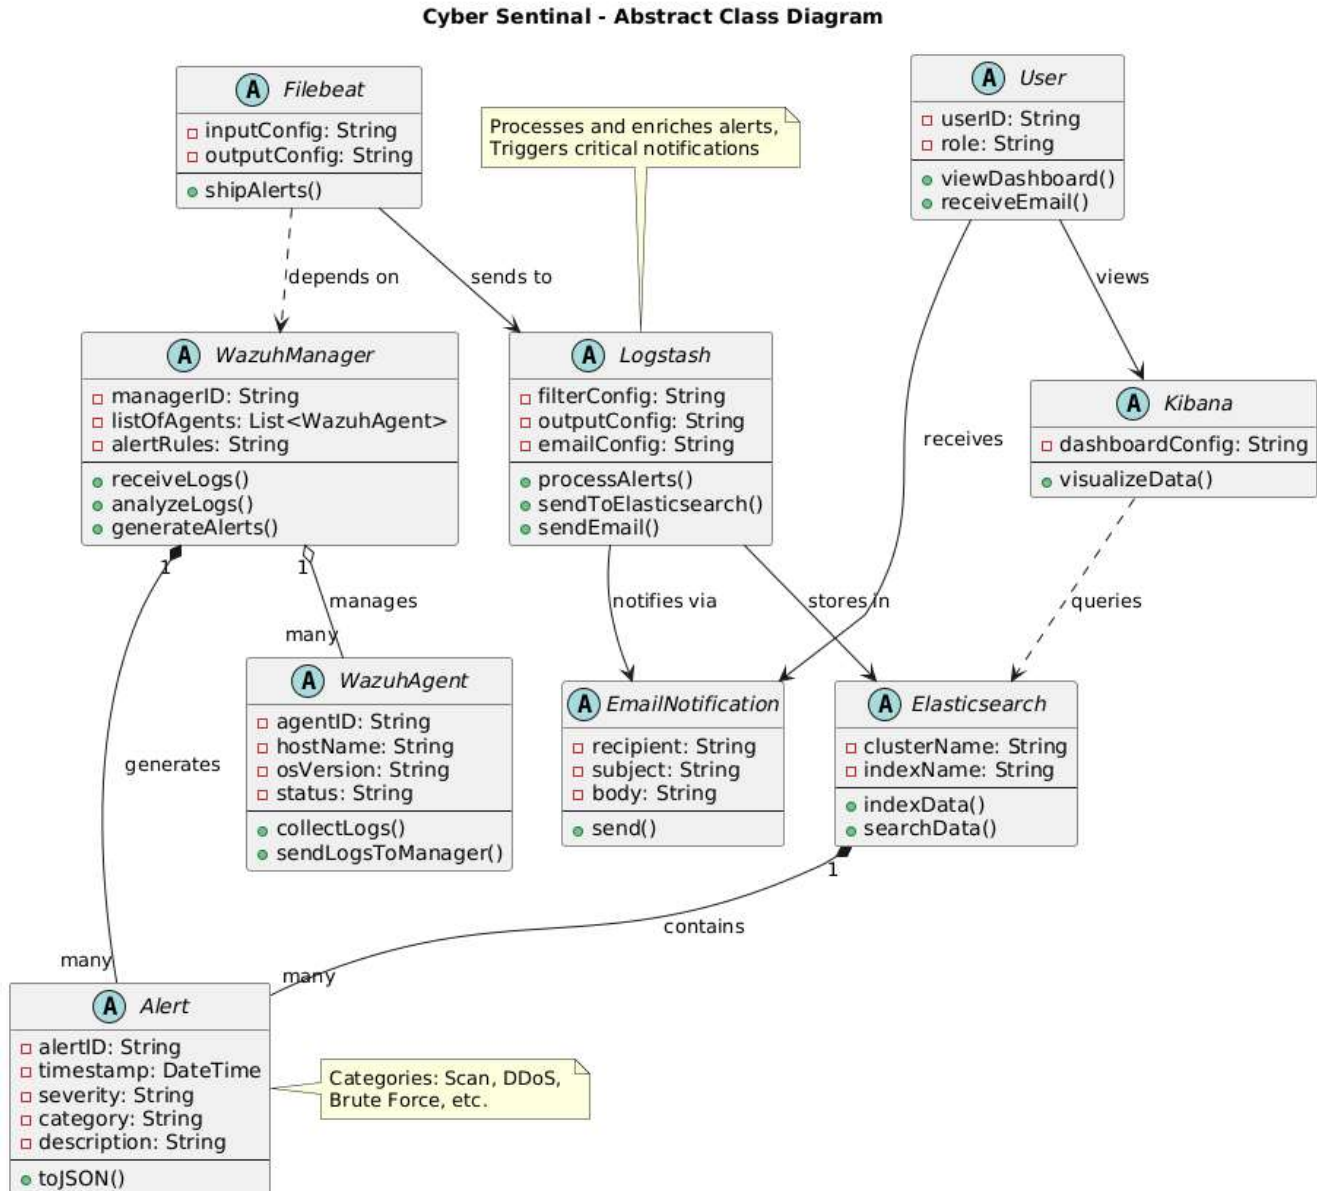 Cyber Sentinal - Abstract Class Diagram
A Filebeat
inputConfig: String
outputConfig: String
shipAlerts()
Processes and enriches alerts,
Triggers critical notifications
A User
userID: String
role: String
viewDashboard()
receiveEmail()
depends on
sends to
views
A WazuhManager
managerID: String
listOfAgents: List<WazuhAgent>
alertRules: String
receiveLogs()
analyzeLogs()
generateAlerts()
A Logstash
filterConfig: String
outputConfig: String
emailConfig: String
processAlerts()
sendToElasticsearch()
sendEmail()
receives
A Kibana
dashboardConfig: String
visualizeData()
1
1
manages
many
notifies via
stores in
queries
A WazuhAgent
agentID: String
hostName: String
osVersion: String
status: String
collectLogs()
sendLogsToManager()
A EmailNotification
recipient: String
subject: String
body: String
send()
A Elasticsearch
clusterName: String
indexName: String
indexData()
searchData()
generates
1
contains
many
many
A Alert
alertID: String
timestamp: DateTime
severity: String
category: String
description: String
toJSON()
Categories: Scan, DDoS,
Brute Force, etc.